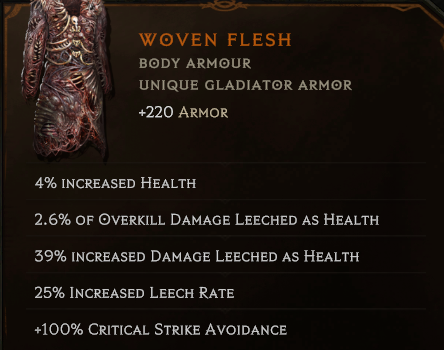 Woven Flesh
Body Armour
Unique Gladiator Armor
+220 Armor
4% increased Health
2.6% of Overkill Damage Leeched as Health
39% increased Damage Leeched as Health
25% Increased Leech Rate
+100% Critical Strike Avoidance